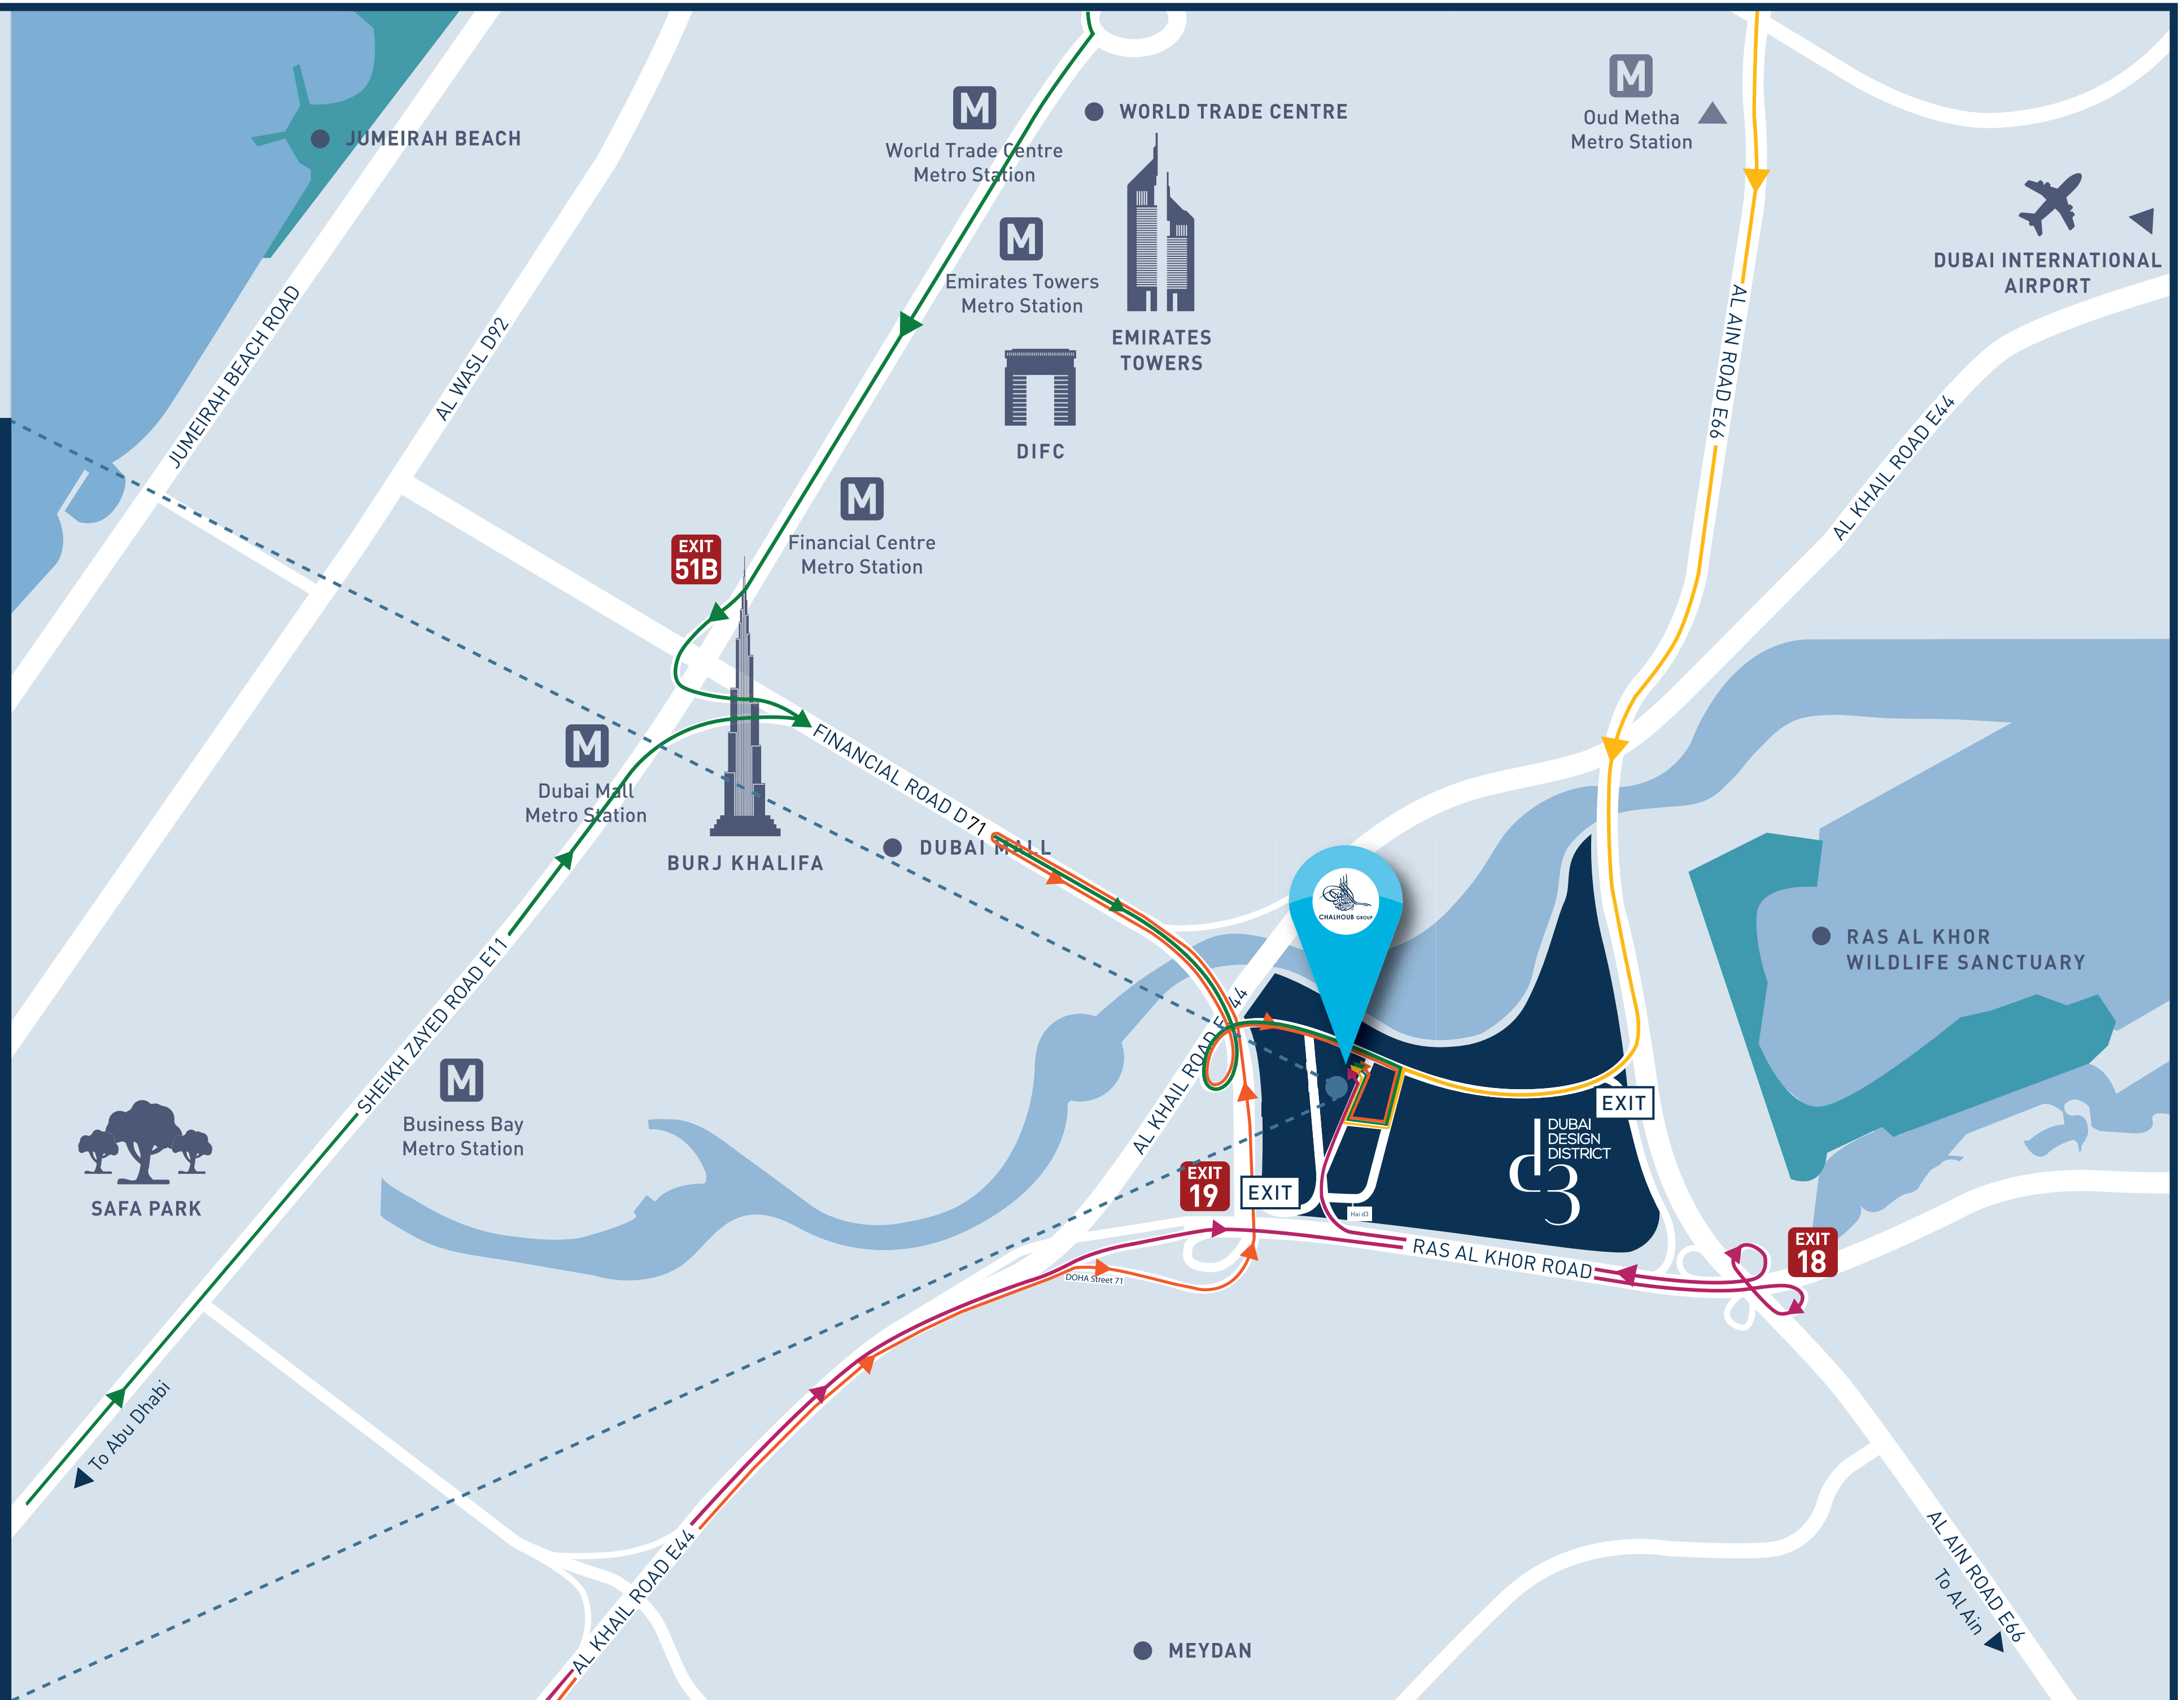 M
World Trade Centre
Metro Station
WORLD TRADE CENTRE
M
Oud Metha
Metro Station
JUMEIRAH BEACH
M
Emirates Towers
Metro Station
EMIRATES
TOWERS
DUBAI INTERNATIONAL
AIRPORT
JUMEIRAH BEACH ROAD
AL WASL D92
AL AIN ROAD E66
DIFC
AL KHAIL ROAD E44
M
Financial Centre
Metro Station
EXIT
51B
M
Dubai Mall
Metro Station
FINANCIAL ROAD D71
BURJ KHALIFA
DUBAI MALL
CHALHOUB GROUP
RAS AL KHOR
WILDLIFE SANCTUARY
SHEIKH ZAYED ROAD E11
AL KHAIL ROAD E44
M
Business Bay
Metro Station
EXIT
DUBAI
DESIGN
DISTRICT
d3
SAFA PARK
EXIT
19
EXIT
Hai d3
RAS AL KHOR ROAD
EXIT
18
DOHA Street 71
To Abu Dhabi
AL KHAIL ROAD E44
AL AIN ROAD E66
To Al Ain
MEYDAN